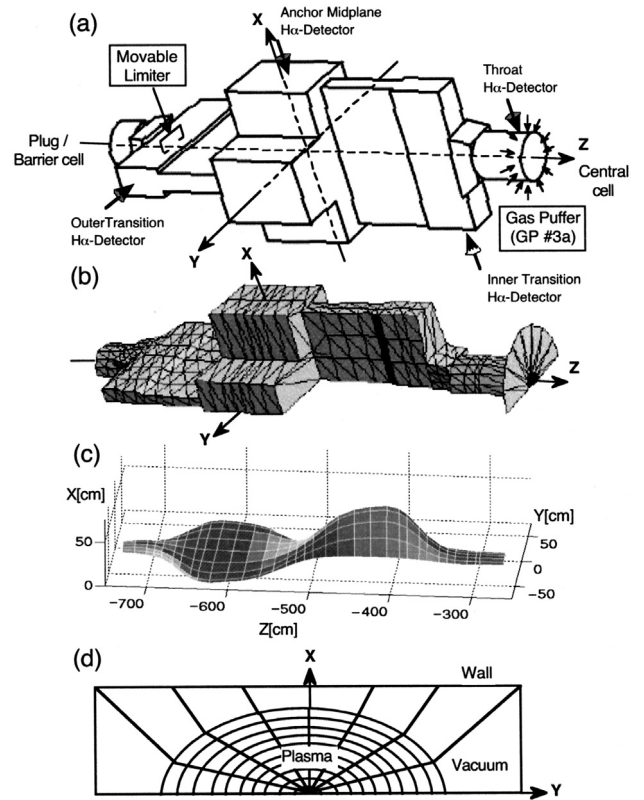 (a)
X
Anchor Midplane
Hα-Detector
Movable
Limiter
Throat
Hα-Detector
Plug /
Barrier cell
Z
Central
cell
OuterTransition
Hα-Detector
Y
Gas Puffer
(GP #3a)
Inner Transition
Hα-Detector
(b)
X
Z
Y
(c)
X[cm]
50
0
Y[cm]
50
0
-50
-700
-600
-500
-400
-300
Z[cm]
(d)
X
Wall
Plasma
Vacuum
Y